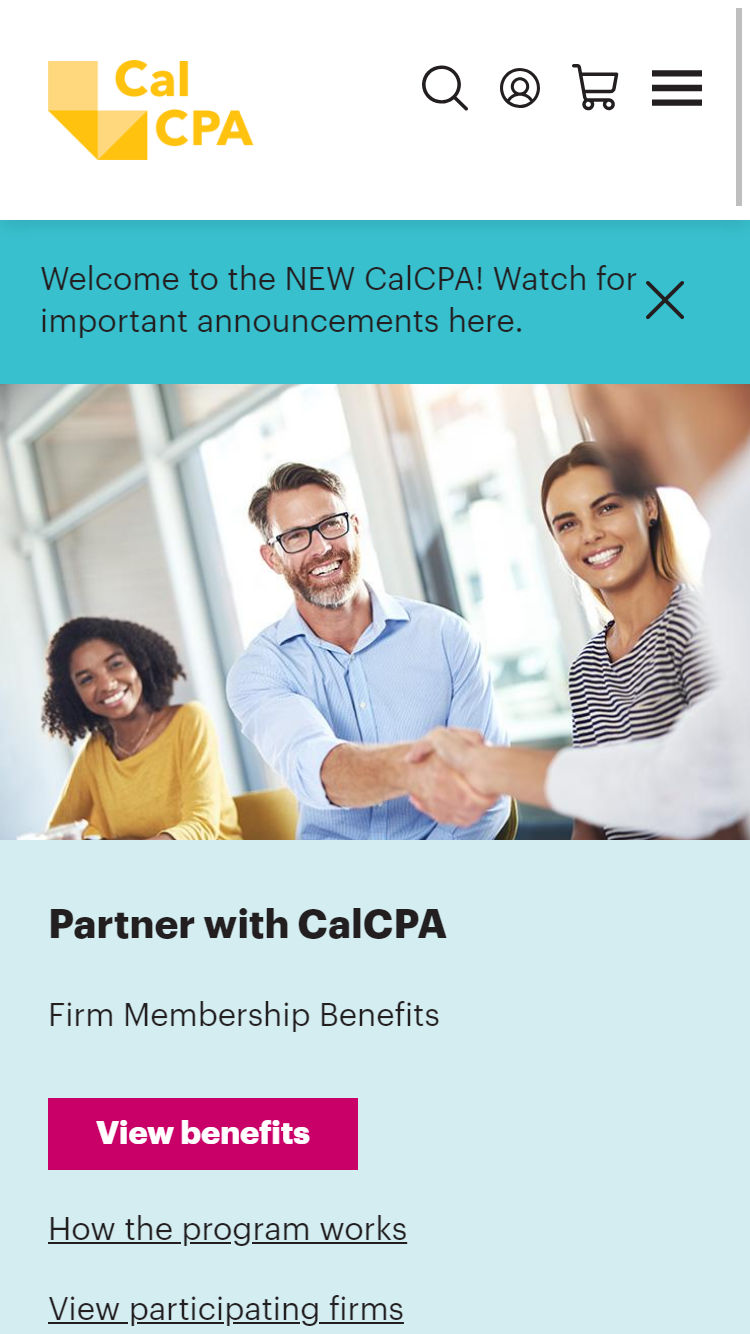 Cal
CPA
Welcome to the NEW CalCPA! Watch for
important announcements here.
Partner with CalCPA
Firm Membership Benefits
View benefits
How the program works
View participating firms